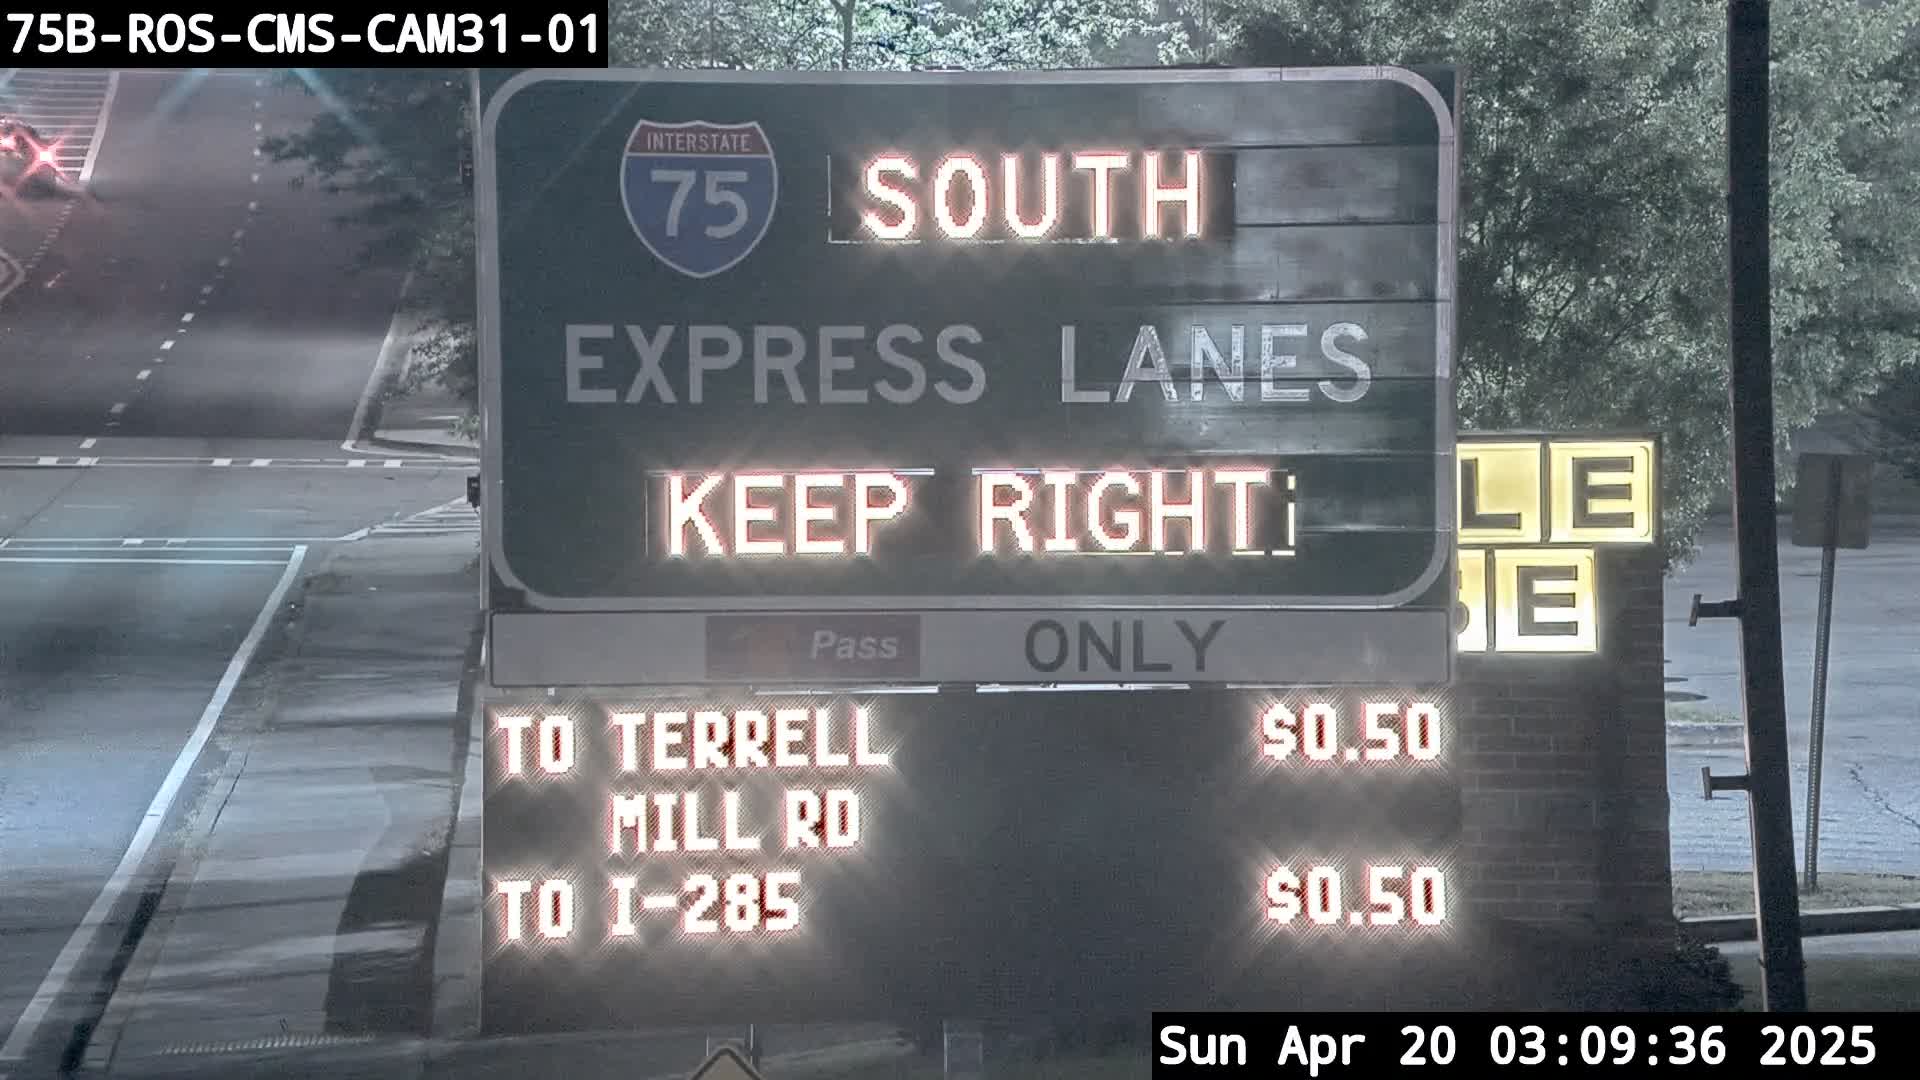 75B-ROS-CMS-CAM31-01
INTERSTATE
75
SOUTH
EXPRESS LANES
KEEP RIGHT
Pass ONLY
TO TERRELL $0.50
MILL RD
TO I-285 $0.50
LE
E
Sun Apr 20 03:09:36 2025